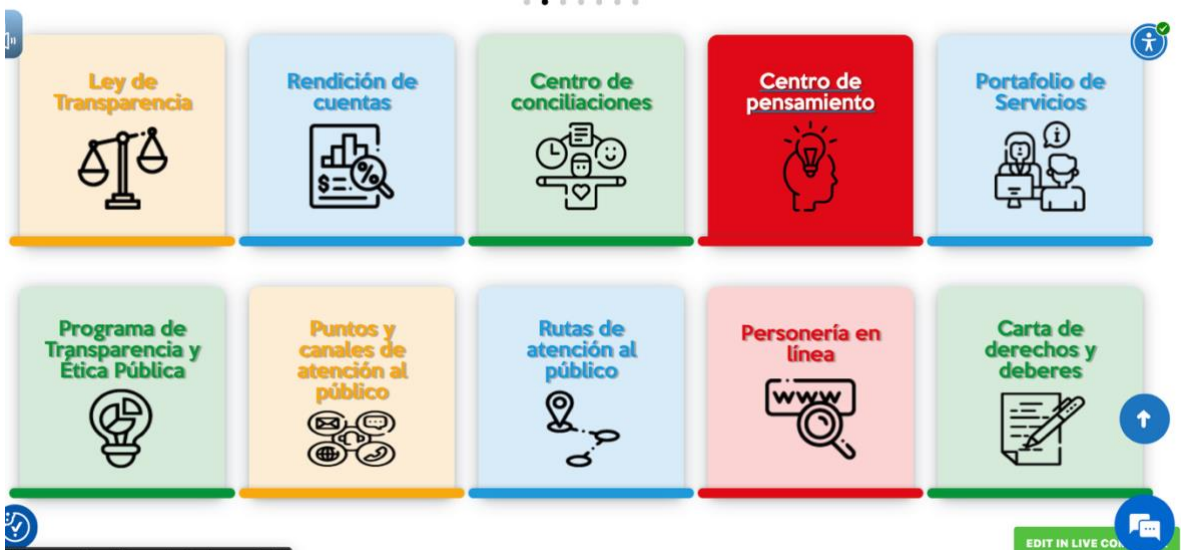 Ley de
Transparencia
Rendición de
cuentas
Centro de
conciliaciones
Centro de
pensamiento
Portafolio de
Servicios
Programa de
Transparencia y
Ética Pública
Puntos y
canales de
atención al
público
Rutas de
atención al
público
Personería en
línea
www
Carta de
derechos y
deberes
EDIT IN LIVE